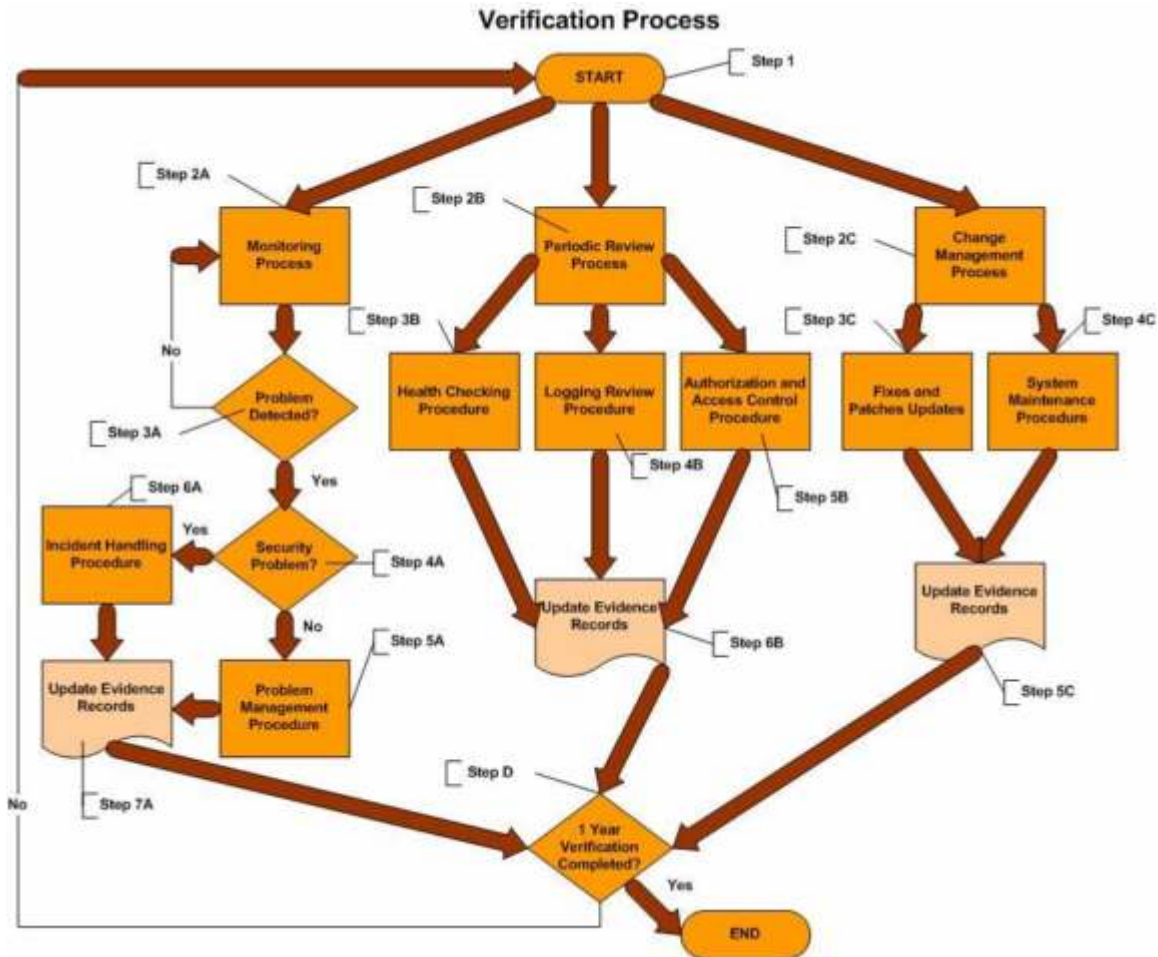 Verification Process
START
Step 1
Step 2A
Step 2B
Step 2C
Monitoring
Process
Periodic Review
Process
Change
Management
Process
Step 3B
Step 3C
Step 4C
No
Health Checking
Procedure
Logging Review
Procedure
Authorization and
Access Control
Procedure
Fixes and
Patches Updates
System
Maintenance
Procedure
Problem
Detected?
Step 3A
Step 4B
Step 5B
Yes
Step 6A
Yes
Incident Handling
Procedure
Security
Problem?
Step 4A
Update Evidence
Records
Update Evidence
Records
No
Step 5A
Step 6B
Update Evidence
Records
Problem
Management
Procedure
Step 5C
Step D
No
Step 7A
1 Year
Verification
Completed?
Yes
END